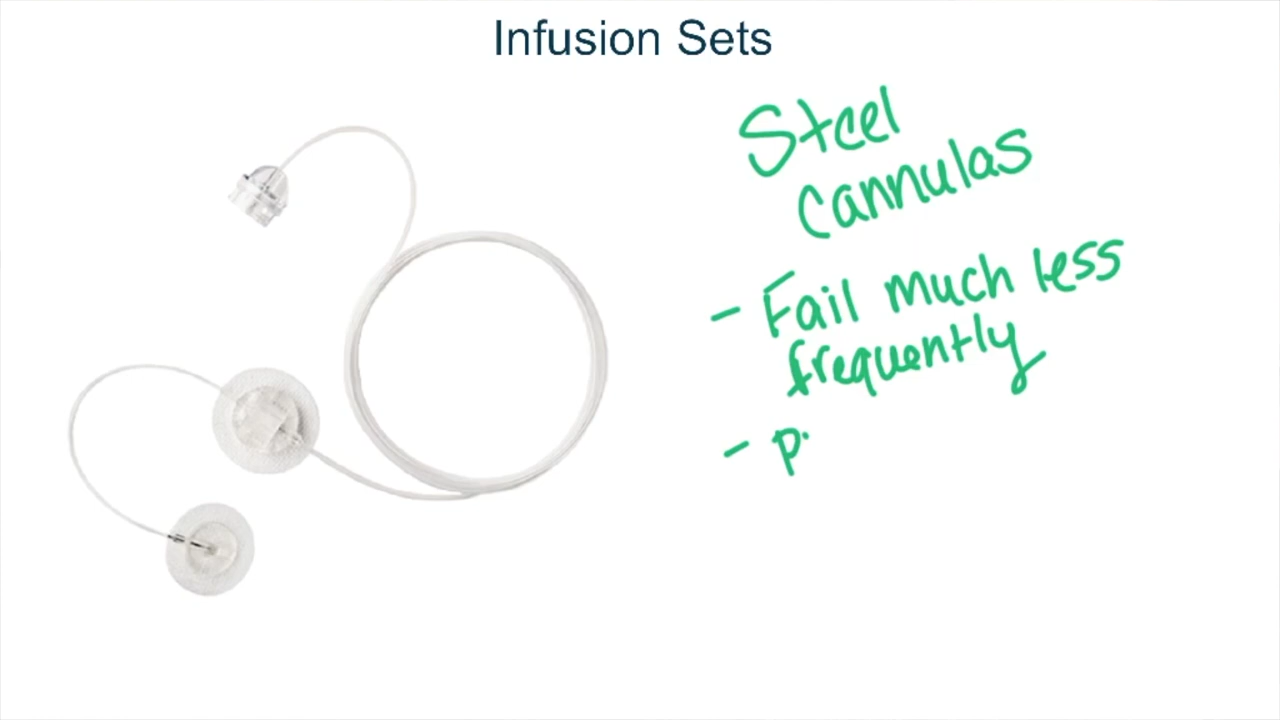 Infusion Sets
Steel
Cannulas
- Fail much less
frequently
- p